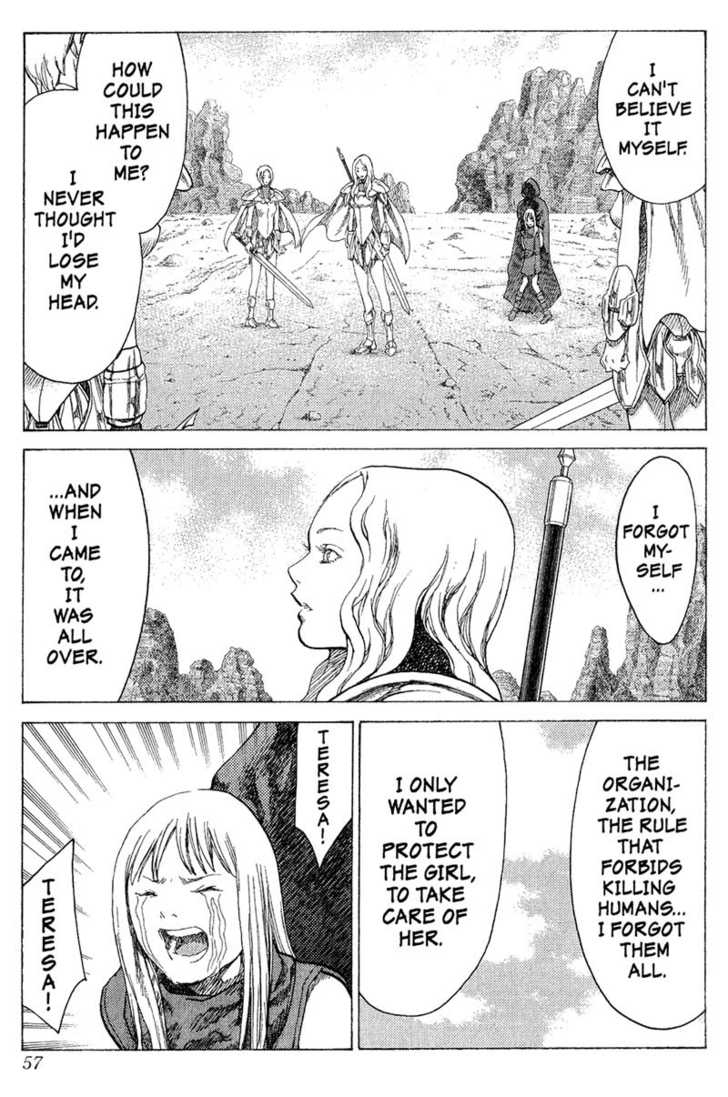 I
CAN'T
BELIEVE
IT
MYSELF.
HOW
COULD
THIS
HAPPEN
TO
ME?
I
NEVER
THOUGHT
I'D
LOSE
MY
HEAD.
I
FORGOT
MY-
SELF
...
...AND
WHEN
I
CAME
TO,
IT
WAS
ALL
OVER.
THE
ORGANI-
ZATION,
THE RULE
THAT
FORBIDS
KILLING
HUMANS...
I FORGOT
THEM
ALL.
I ONLY
WANTED
TO
PROTECT
THE GIRL,
TO TAKE
CARE OF
HER.
TERESA!
TERESA!
57